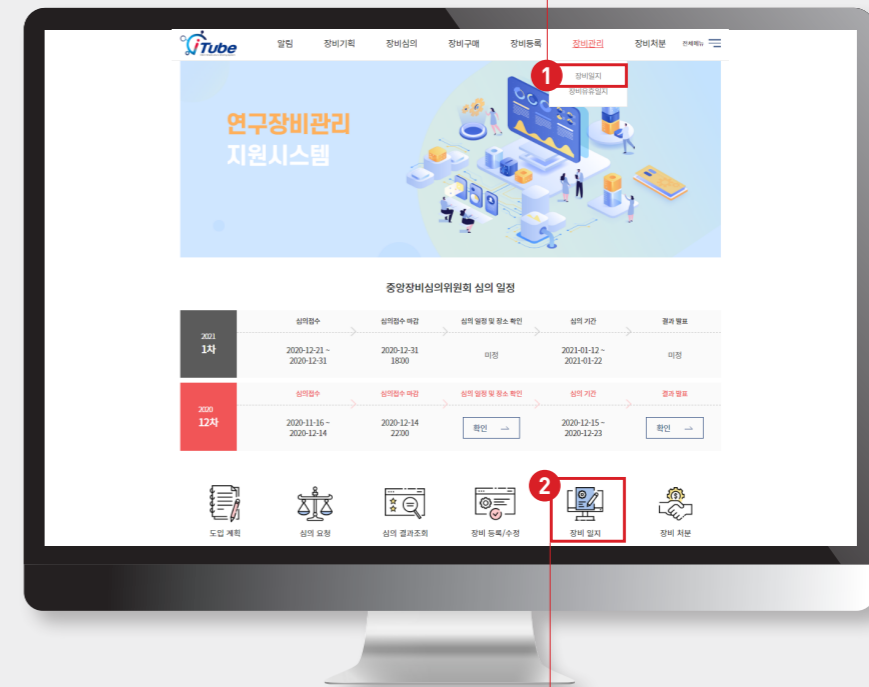 iTube
알림 장비기획 장비심의 장비구매 장비등록 장비관리 장비처분 전체메뉴
1
장비일지
장비유휴일지
연구장비관리
지원시스템
중앙장비심의위원회 심의 일정
2021
1차
심의접수 심의접수 마감 심의 일정 및 장소 확인 심의 기간 결과 발표
2020-12-21 ~
2020-12-31
2020-12-31
18:00
미정
2021-01-12 ~
2021-01-22
미정
2020
12차
심의접수 심의접수 마감 심의 일정 및 장소 확인 심의 기간 결과 발표
2020-11-16 ~
2020-12-14
2020-12-14
22:00
확인
2020-12-15 ~
2020-12-23
확인
2
도입 계획 심의 요청 심의 결과조회 장비 등록/수정 장비 일지 장비 처분